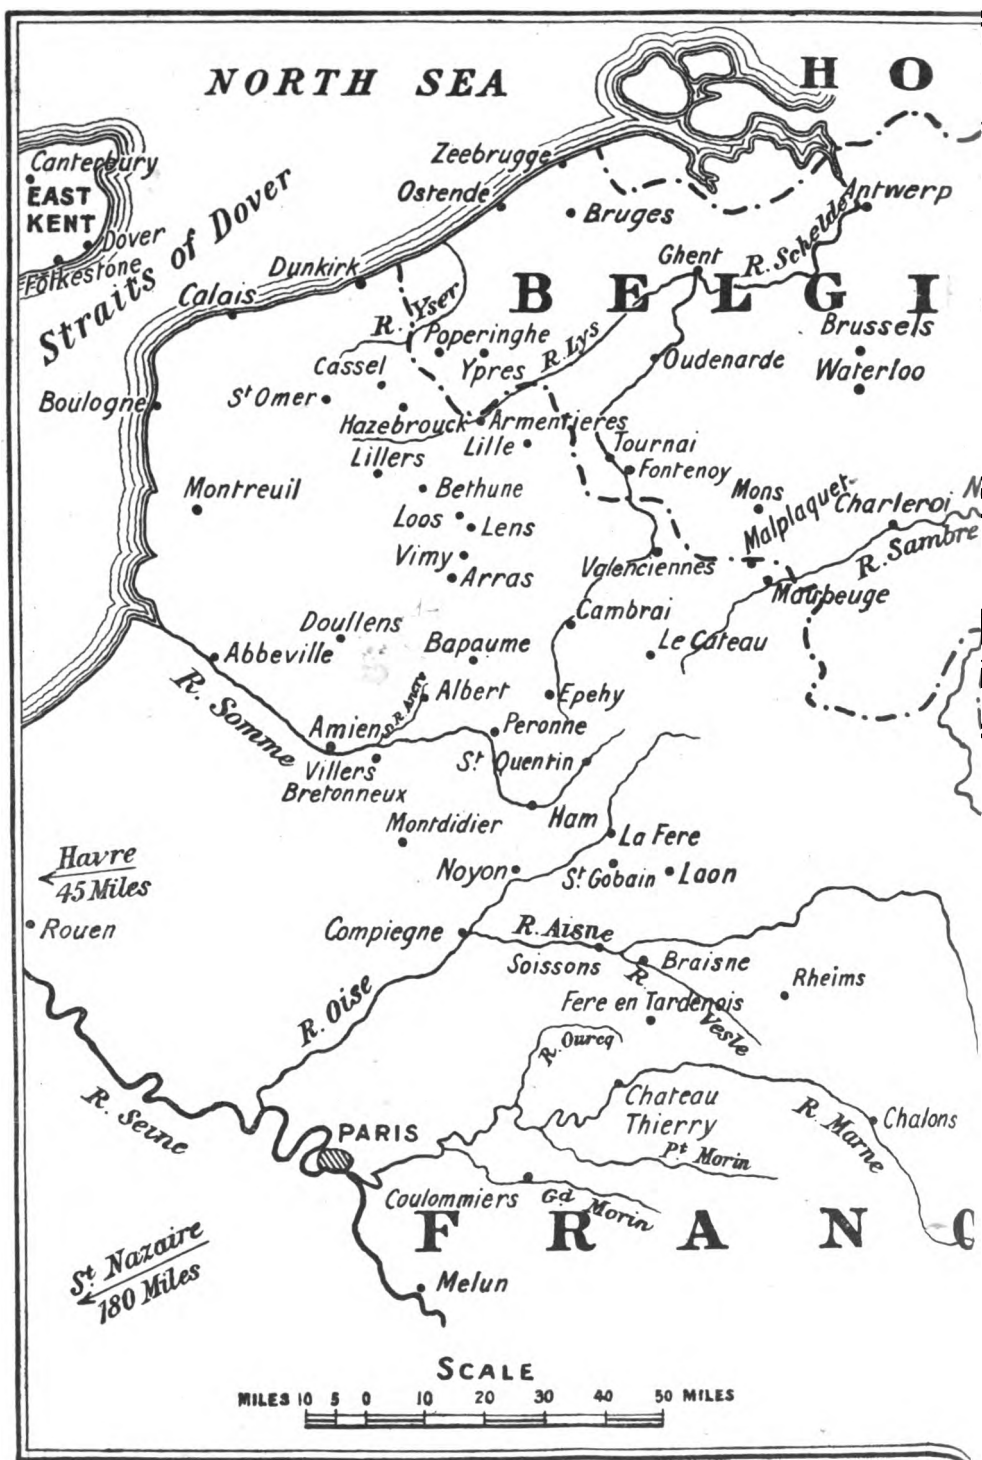 NORTH SEA
HO
Canterbury
EAST
KENT
Dover
Folkestone
Straits of Dover
Zeebrugge
Ostende
Bruges
Antwerp
Ghent
R. Schelde
Dunkirk
Calais
BELGI
R. Yser
Poperinghe
R. Lys
Brussels
Cassel
Ypres
Oudenarde
Waterloo
Boulogne
St Omer
Hazebrouck
Armentieres
Lille
Tournai
Lillers
Fontenoy
Montreuil
Bethune
Mons
Malplaquet
Charleroi
N
Loos
Lens
R. Sambre
Vimy
Arras
Valenciennes
Maubeuge
Cambrai
Doullens
Abbeville
Bapaume
Le Cateau
R. Somme
R. Ancre
Albert
Epehy
Amiens
Peronne
Villers
Bretonneux
St Quentin
Ham
Montdidier
La Fere
Havre
45 Miles
Noyon
St Gobain
Laon
Rouen
Compiegne
R. Aisne
Soissons
Braisne
Rheims
R. Oise
Fere en Tardenois
R. Vesle
R. Ourcq
Chateau
Thierry
R. Marne
Chalons
R. Seine
PARIS
Pt Morin
Coulommiers
Gd Morin
FRANC
St Nazaire
180 Miles
Melun
SCALE
MILES 10 5 0 10 20 30 40 50 MILES